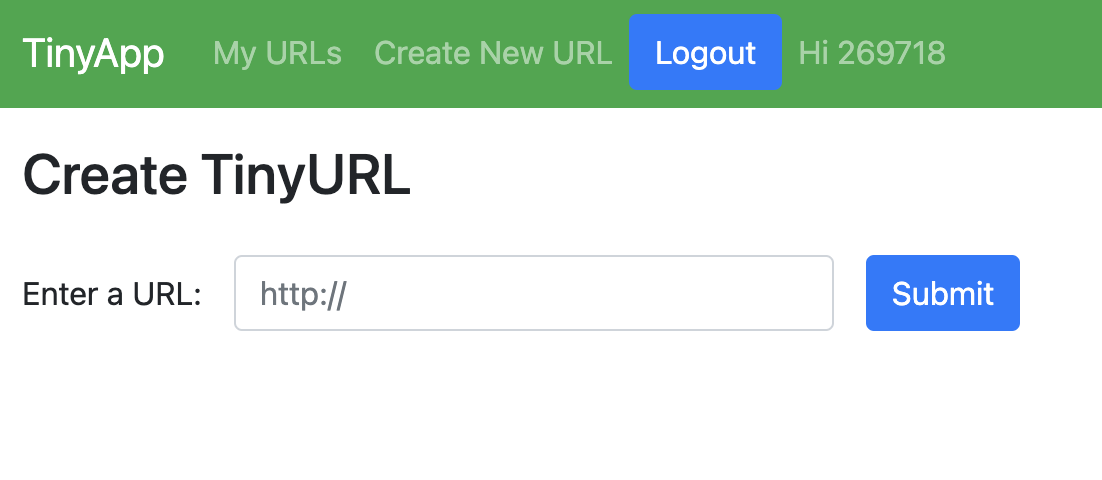 TinyApp My URLs Create New URL Logout Hi 269718
Create TinyURL
Enter a URL: http:// Submit